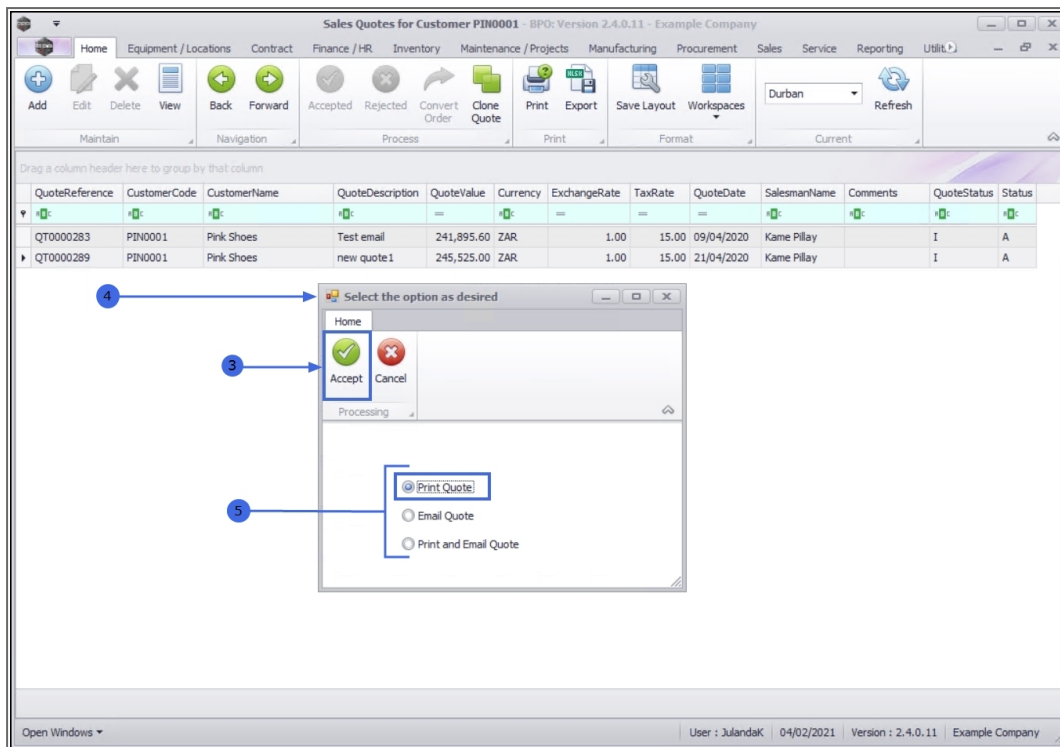 Sales Quotes for Customer PIN0001 - BPO: Version 2.4.0.11 - Example Company
Home Equipment / Locations Contract Finance / HR Inventory Maintenance / Projects Manufacturing Procurement Sales Service Reporting Utilit
Add Edit Delete View Back Forward Accepted Rejected Convert Order Clone Quote Print Export Save Layout Workspaces Durban Refresh
Maintain Navigation Process Print Format Current
Drag a column header here to group by that column
QuoteReference CustomerCode CustomerName QuoteDescription QuoteValue Currency ExchangeRate TaxRate QuoteDate SalesmanName Comments QuoteStatus Status
QT0000283 PIN0001 Pink Shoes Test email 241,895.60 ZAR 1.00 15.00 09/04/2020 Kame Pillay I A
QT0000289 PIN0001 Pink Shoes new quote1 245,525.00 ZAR 1.00 15.00 21/04/2020 Kame Pillay I A
4 Select the option as desired
Home
3 Accept Cancel
Processing
Print Quote
5 Email Quote
Print and Email Quote
Open Windows User : JulandaK 04/02/2021 Version : 2.4.0.11 Example Company